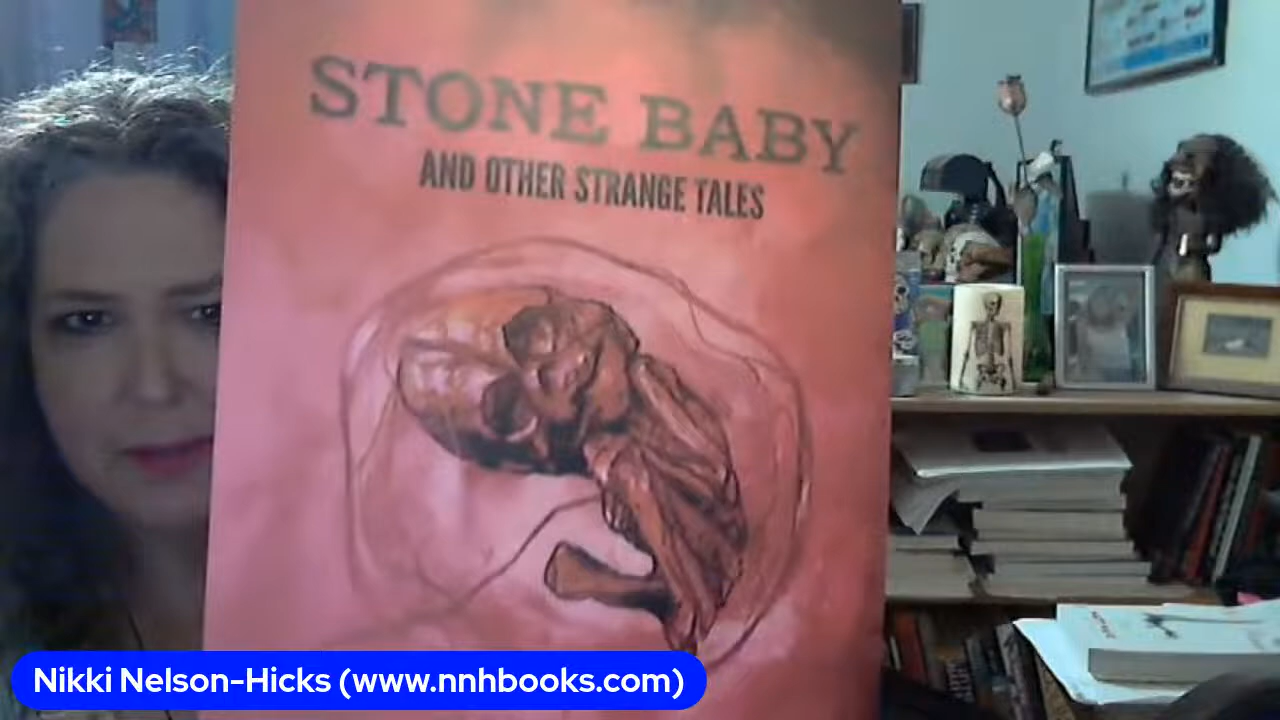 STONE BABY
AND OTHER STRANGE TALES
Nikki Nelson-Hicks (www.nnhbooks.com)